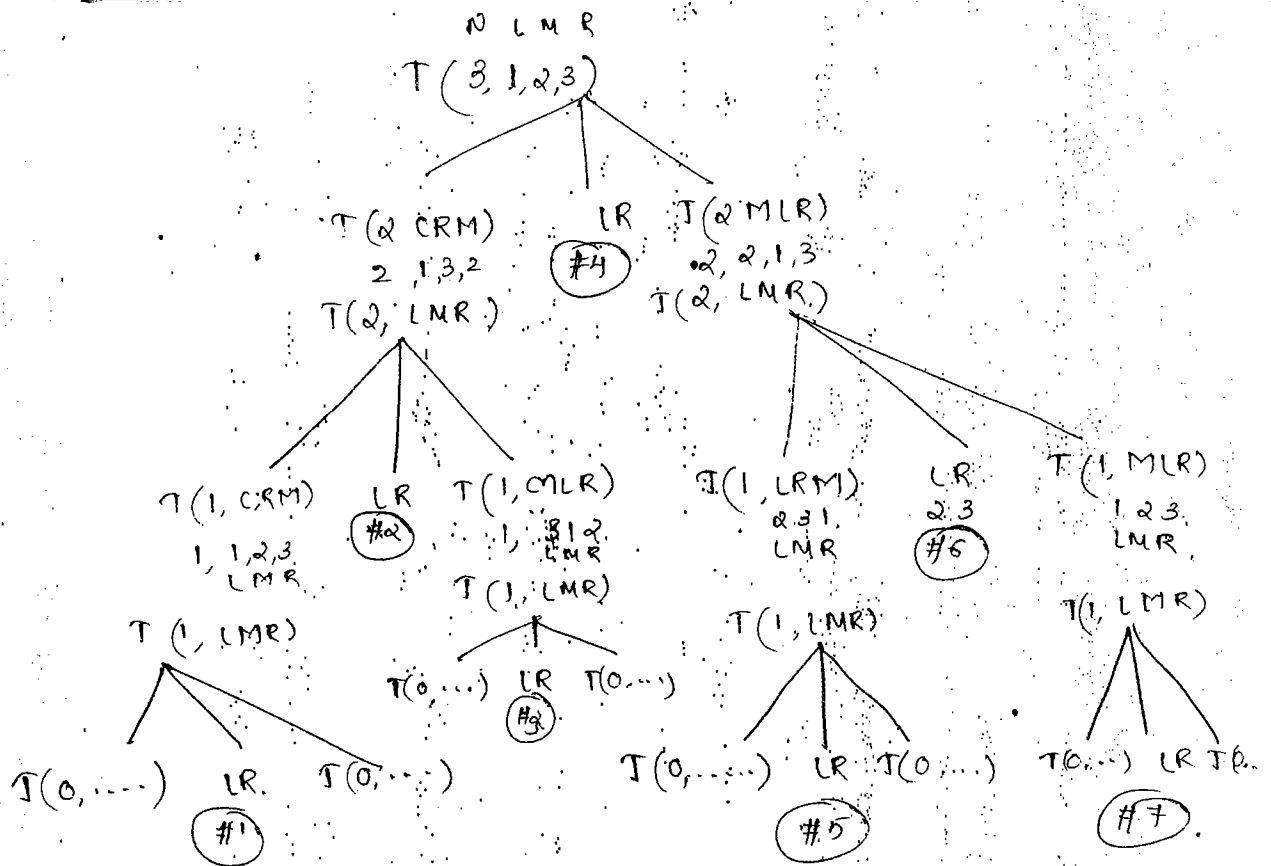 N L M R
T (3, 1, 2, 3)
T (2 LRM) LR T (2 MLR)
2, 1, 3, 2 #4 2, 2, 1, 3
T (2, LMR) T (2, LMR)
T (1, LRM) LR T (1, MLR) T (1, LRM) LR T (1, MLR)
#2 2 3 1 2 3 1 2 3
1, 1, 2, 3 1, 3 1 2 LMR #6 LMR
LMR LMR
T (1, LMR) T (1, LMR) T (1, LMR) T (1, LMR)
T(0, ...) LR T(0, ...)
#3
T(0, ....) LR. T(0, ....) T(0, .....) LR T(0, ...) T(0...) LR T(0..
#1 #5 #7